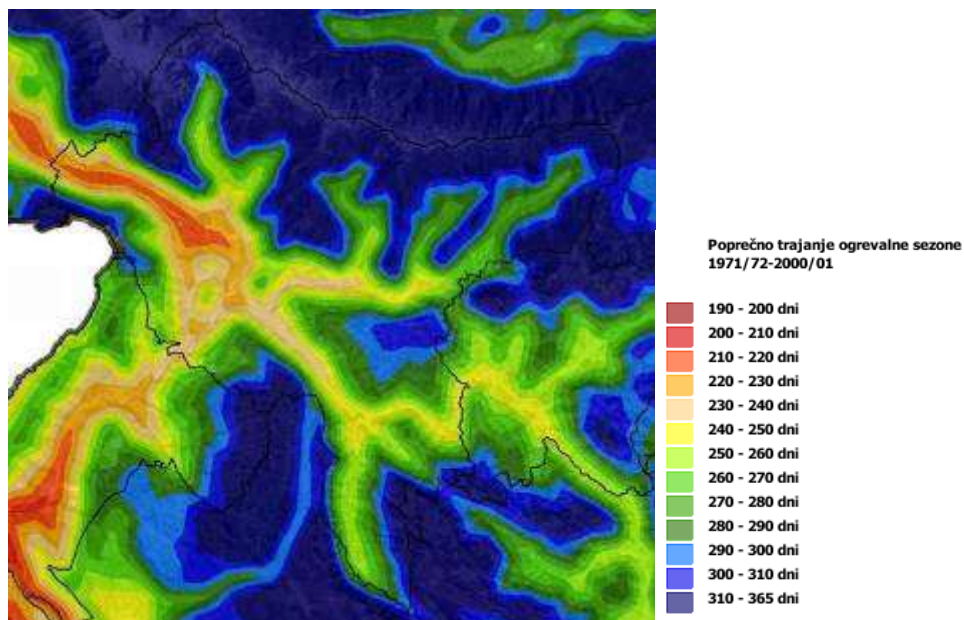 Poprečno trajanje ogrevalne sezone
1971/72-2000/01
190 - 200 dni
200 - 210 dni
210 - 220 dni
220 - 230 dni
230 - 240 dni
240 - 250 dni
250 - 260 dni
260 - 270 dni
270 - 280 dni
280 - 290 dni
290 - 300 dni
300 - 310 dni
310 - 365 dni